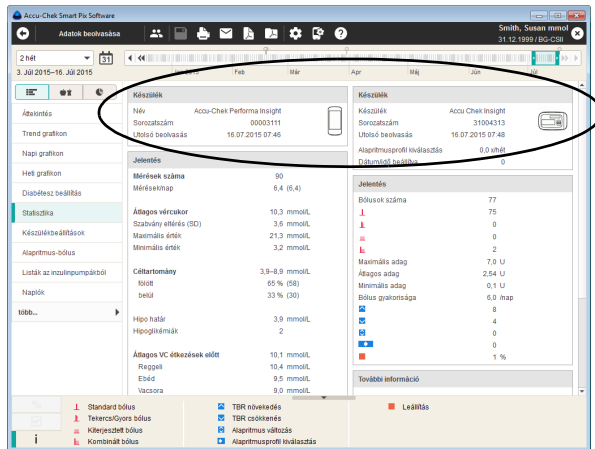 Accu-Chek Smart Pix Software
Adatok beolvasása
Smith, Susan mmol
31.12.1999 / BG-CSII
2 hét
31
3. Júl 2015–16. Júl 2015
Feb
Már
Ápr
Máj
Jún
Júl
Áttekintés
Trend grafikon
Napi grafikon
Heti grafikon
Diabétesz beállítás
Statisztika
Készülékbeállítások
Alapritmus-bólus
Listák az inzulinpumpákból
Naplók
több...
Készülék
Név Accu-Chek Performa Insight
Sorozatszám 00003111
Utolsó beolvasás 16.07.2015 07:46
Jelentés
Mérések száma 90
Mérések/nap 6,4 (6,4)
Átlagos vércukor 10,3 mmol/L
Szabvány eltérés (SD) 3,6 mmol/L
Maximális érték 21,3 mmol/L
Minimális érték 3,2 mmol/L
Céltartomány 3,9–8,9 mmol/L
fölött 65 % (58)
belül 33 % (30)
Hipo határ 3,9 mmol/L
Hipoglikémiák 2
Átlagos VC étkezések előtt 10,1 mmol/L
Reggeli 10,4 mmol/L
Ebéd 9,5 mmol/L
Vacsora 9,0 mmol/L
Készülék
Készülék Accu Chek Insight
Sorozatszám 31004313
Utolsó beolvasás 16.07.2015 07:48
Alapritmusprofil kiválasztás 0,0 x/hét
Dátum/idő beállítva 0
Jelentés
Bólusok száma 77
75
0
0
2
Maximális adag 7,0 U
Átlagos adag 2,54 U
Minimális adag 0,1 U
Bólus gyakorisága 6,0 /nap
8
4
0
0
1 %
További információ
Standard bólus
Tekercs/Gyors bólus
Kiterjesztett bólus
Kombinált bólus
TBR növekedés
TBR csökkenés
Alapritmus változás
Alapritmusprofil kiválasztás
Leállítás